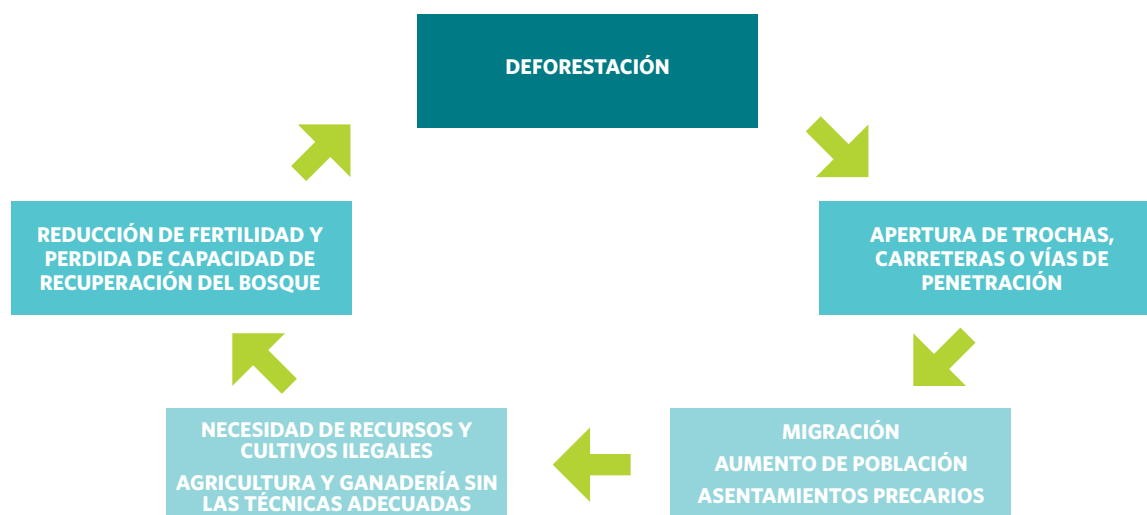 DEFORESTACIÓN
APERTURA DE TROCHAS,
CARRETERAS O VÍAS DE
PENETRACIÓN
MIGRACIÓN
AUMENTO DE POBLACIÓN
ASENTAMIENTOS PRECARIOS
NECESIDAD DE RECURSOS Y
CULTIVOS ILEGALES
AGRICULTURA Y GANADERÍA SIN
LAS TÉCNICAS ADECUADAS
REDUCCIÓN DE FERTILIDAD Y
PERDIDA DE CAPACIDAD DE
RECUPERACIÓN DEL BOSQUE